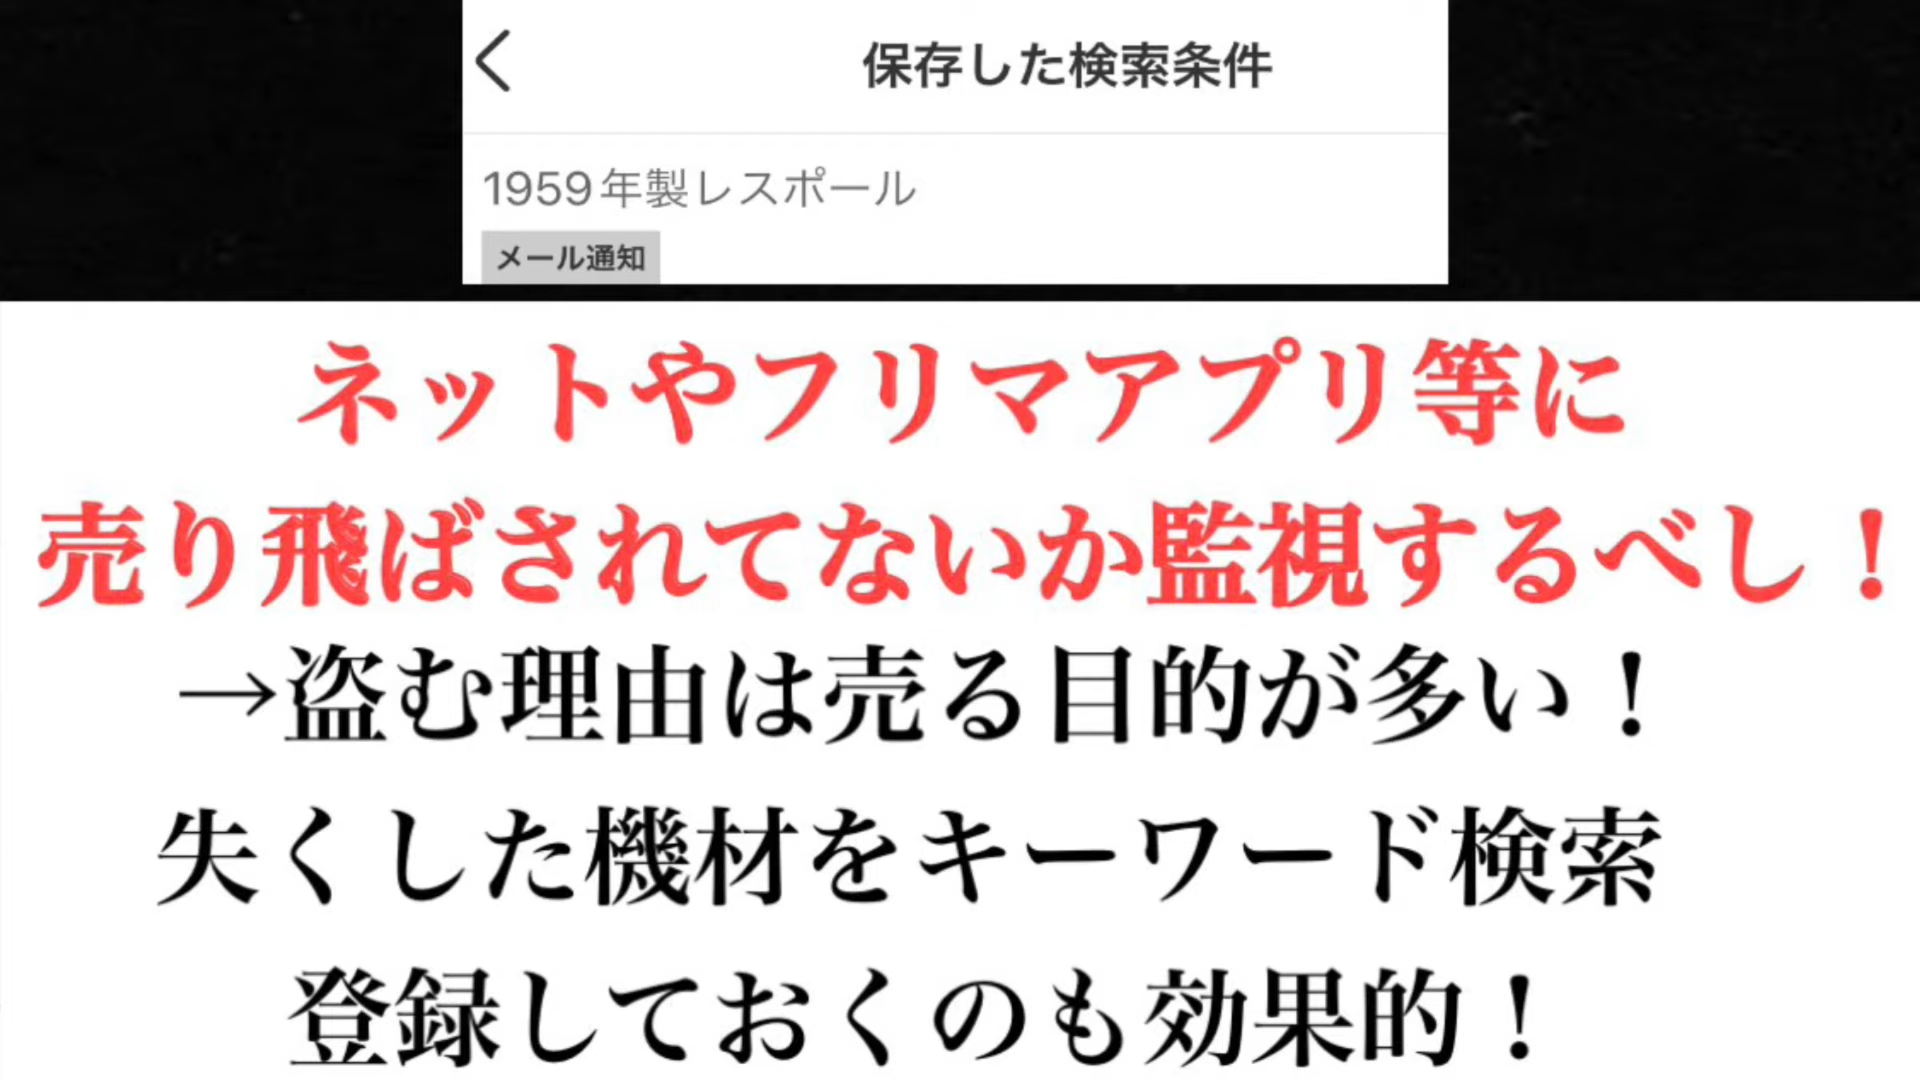 保存した検索条件
1959年製レスポール
メール通知
ネットやフリマアプリ等に
売り飛ばされてないか監視するべし！
→盗む理由は売る目的が多い！
失くした機材をキーワード検索
登録しておくのも効果的！